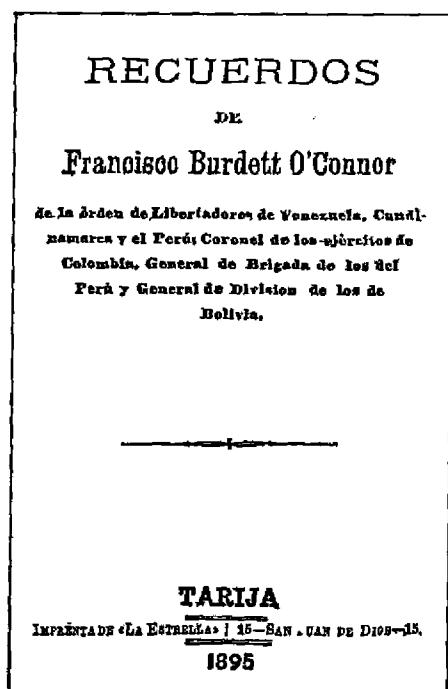 RECUERDOS
DE
Francisco Burdett O'Connor
de la órden de Libertadores de Venezuela, Cundi-
namarca y el Perú; Coronel de los ejércitos de
Colombia, General de Brigada de los del
Perú y General de Division de los de
Bolivia.
TARIJA
IMPRENTA DE «LA ESTRELLA» | 15—SAN JUAN DE DIOS—15.
1895